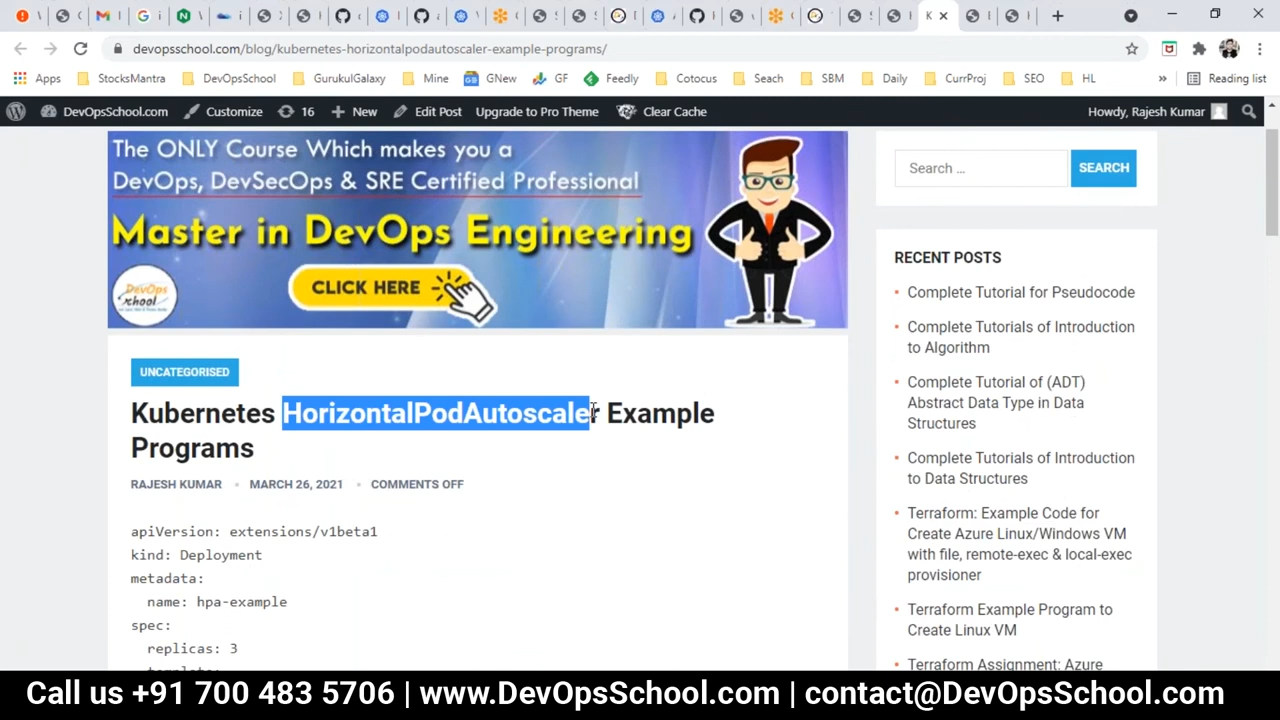 devopsschool.com/blog/kubernetes-horizontalpodautoscaler-example-programs/
Apps StocksMantra DevOpsSchool GurukulGalaxy Mine GNew GF Feedly Cotocus Seach SBM Daily CurrProj SEO HL » Reading list
DevOpsSchool.com Customize 16 New Edit Post Upgrade to Pro Theme Clear Cache Howdy, Rajesh Kumar
The ONLY Course Which makes you a
DevOps, DevSecOps & SRE Certified Professional
Master in DevOps Engineering
CLICK HERE
DevOps School
Search …
SEARCH
UNCATEGORISED
Kubernetes HorizontalPodAutoscaler Example
Programs
RAJESH KUMAR MARCH 26, 2021 COMMENTS OFF
apiVersion: extensions/v1beta1
kind: Deployment
metadata:
name: hpa-example
spec:
replicas: 3
template:
RECENT POSTS
Complete Tutorial for Pseudocode
Complete Tutorials of Introduction
to Algorithm
Complete Tutorial of (ADT)
Abstract Data Type in Data
Structures
Complete Tutorials of Introduction
to Data Structures
Terraform: Example Code for
Create Azure Linux/Windows VM
with file, remote-exec & local-exec
provisioner
Terraform Example Program to
Create Linux VM
Terraform Assignment: Azure
Call us +91 700 483 5706 | www.DevOpsSchool.com | contact@DevOpsSchool.com